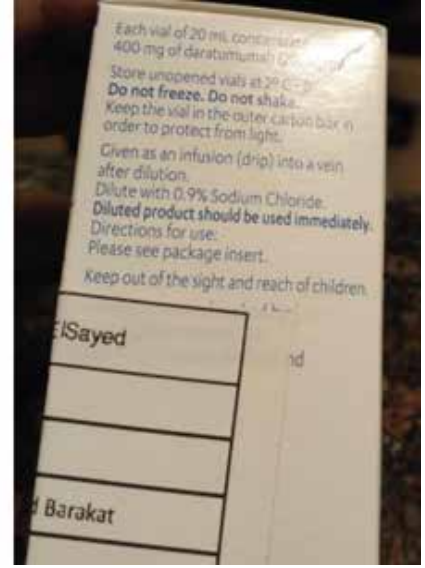 Each vial of 20 mL
400 mg of daratumumab
Store unopened vials at 2º C
Do not freeze. Do not shake.
Keep the vial in the outer carton box in
order to protect from light.
Given as an infusion (drip) into a vein
after dilution.
Dilute with 0.9% Sodium Chloride.
Diluted product should be used immediately.
Directions for use:
Please see package insert.
Keep out of the sight and reach of children.
ElSayed
Barakat